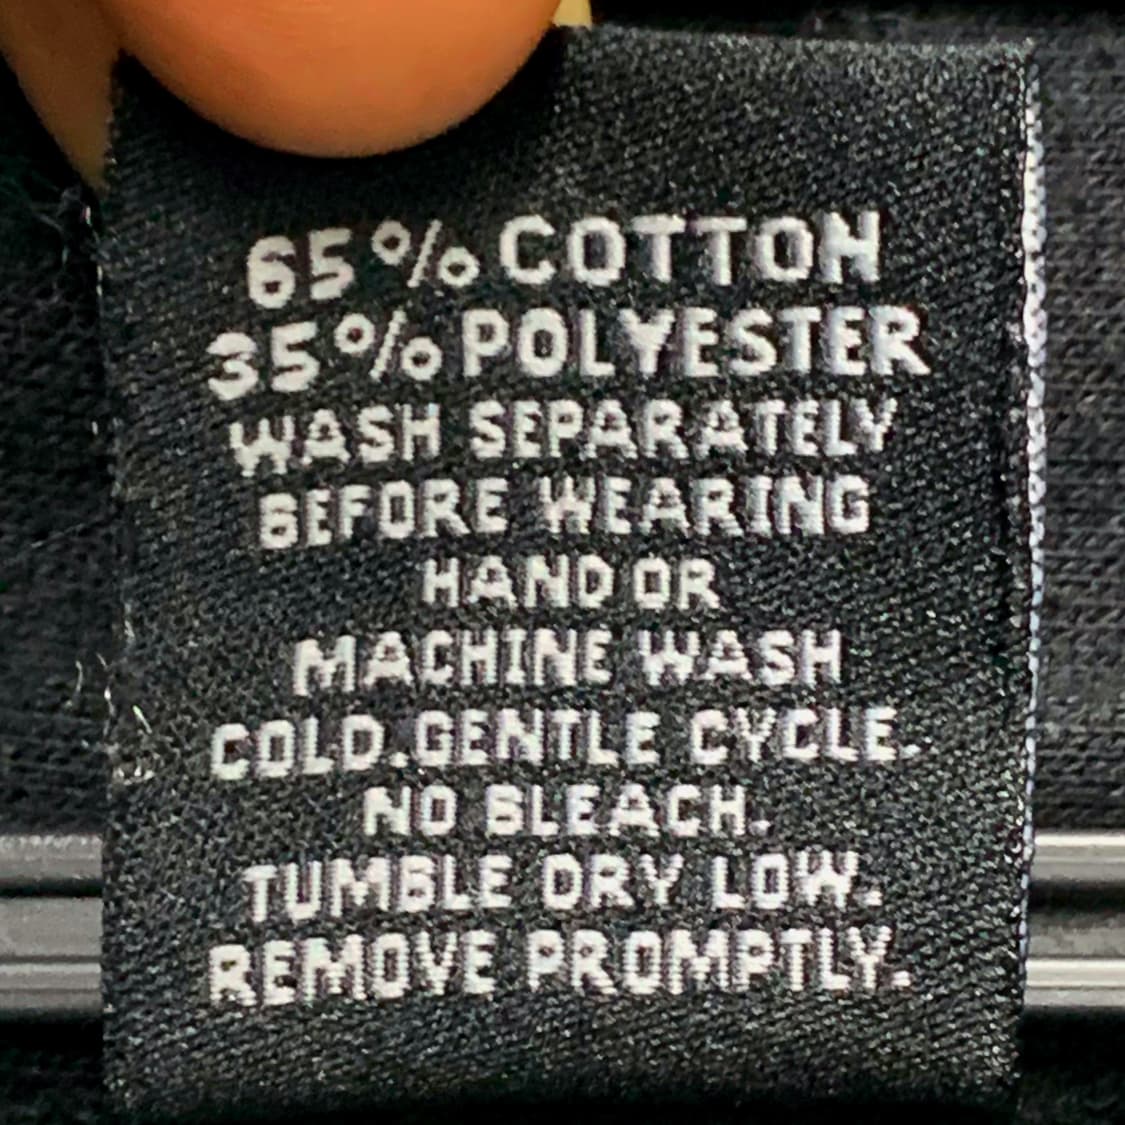 65% COTTON
35% POLYESTER
WASH SEPARATELY
BEFORE WEARING
HAND OR
MACHINE WASH
COLD.GENTLE CYCLE.
NO BLEACH.
TUMBLE DRY LOW.
REMOVE PROMPTLY.